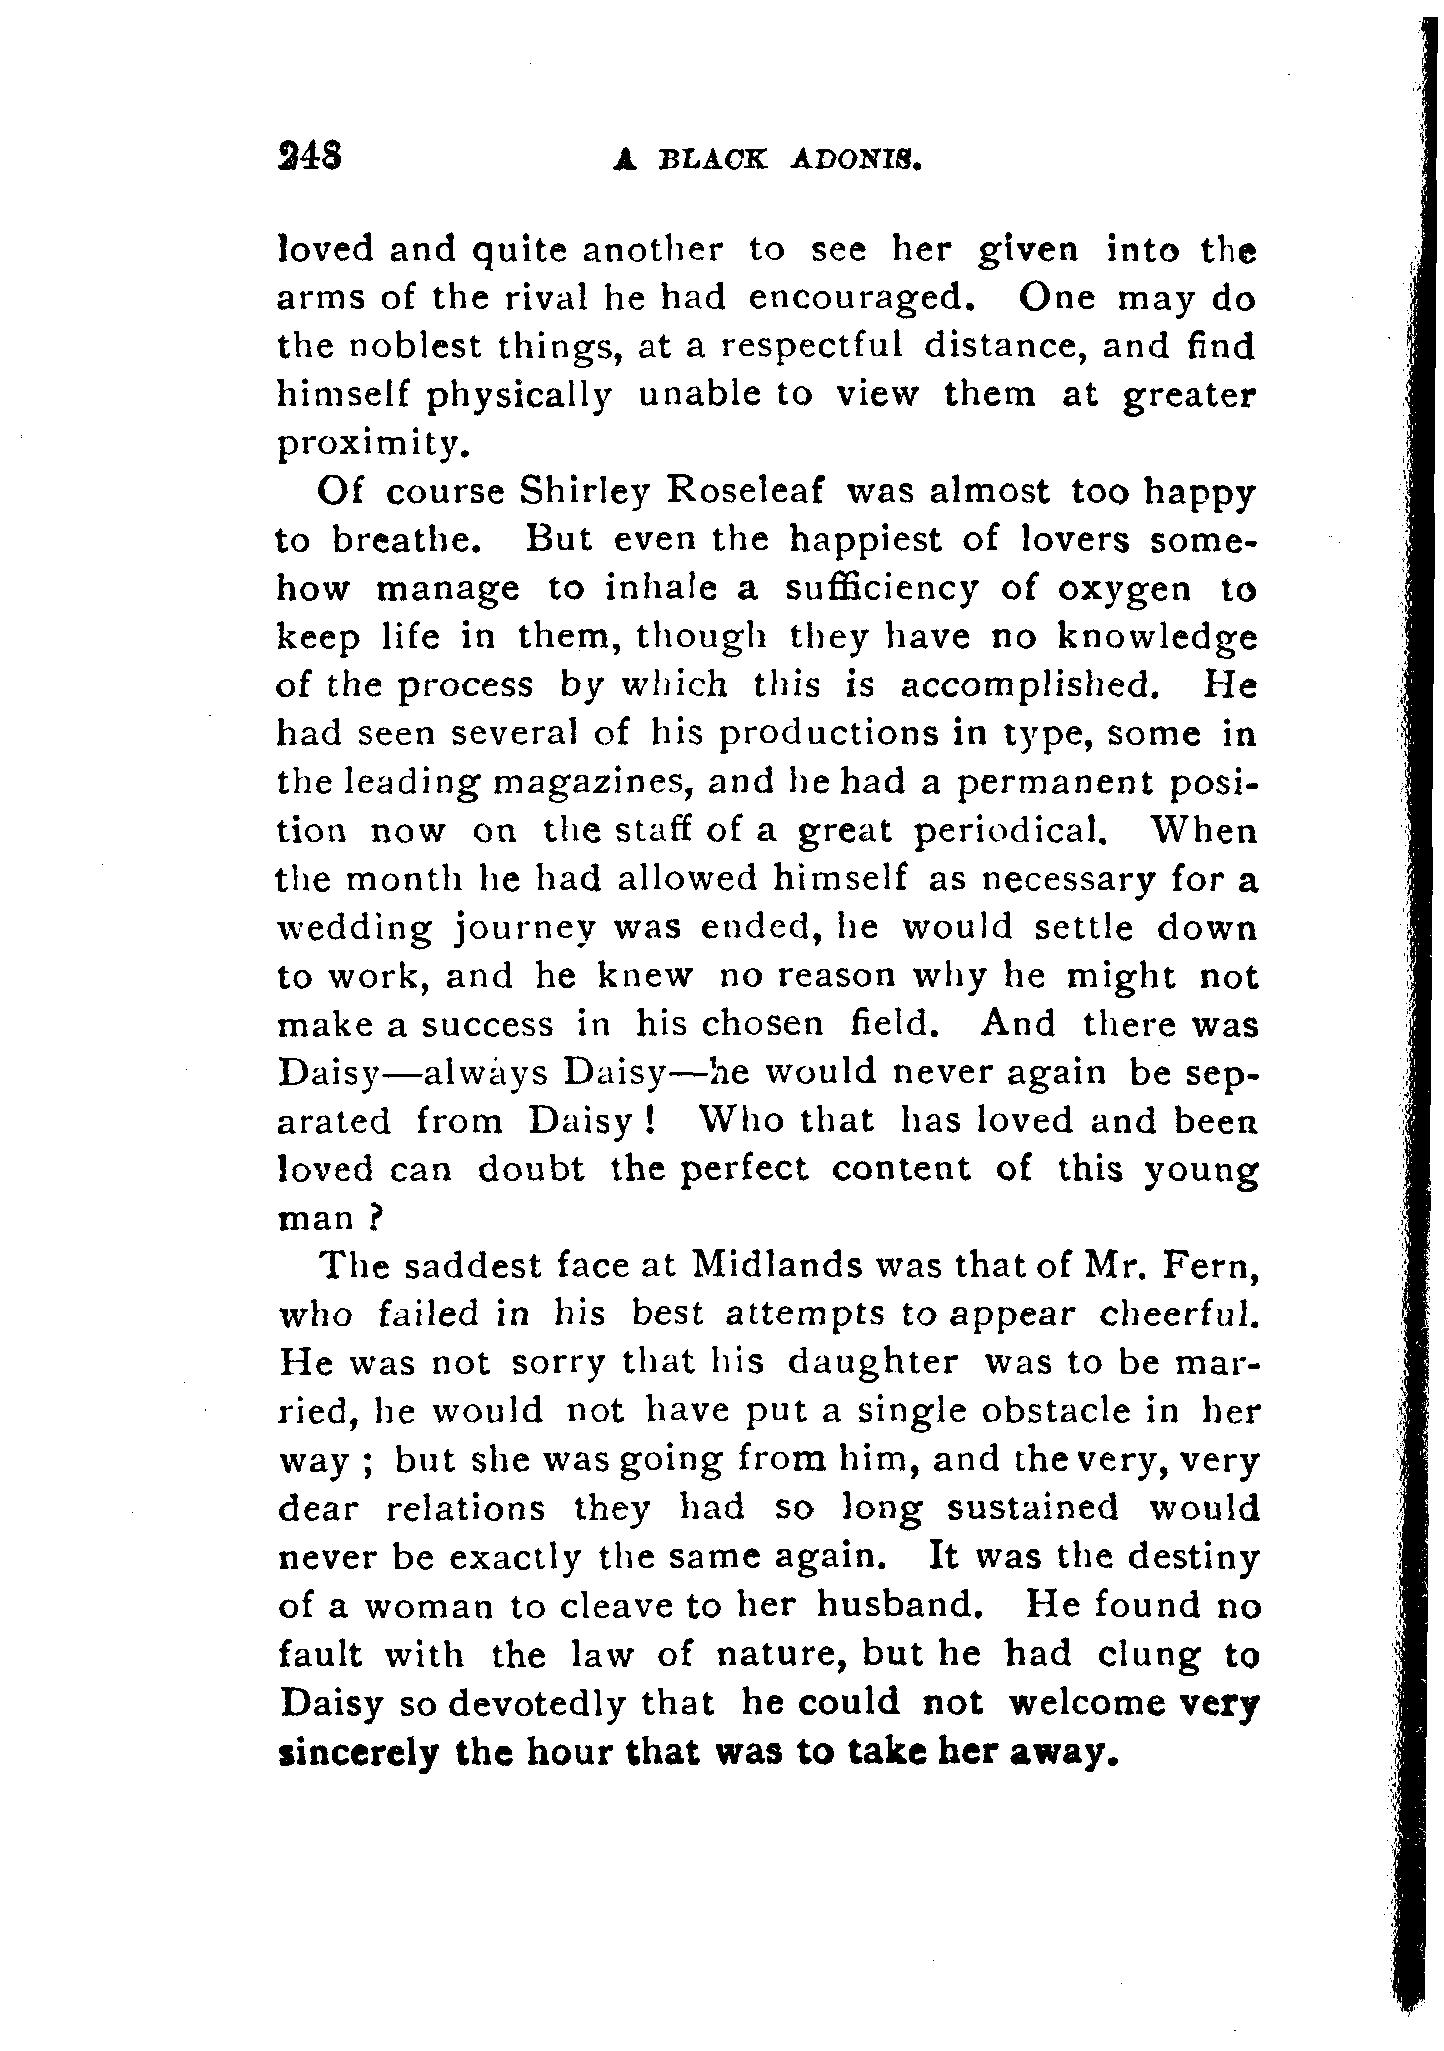 248 A BLACK ADONIS.
loved and quite another to see her given into the
arms of the rival he had encouraged. One may do
the noblest things, at a respectful distance, and find
himself physically unable to view them at greater
proximity.
Of course Shirley Roseleaf was almost too happy
to breathe. But even the happiest of lovers some-
how manage to inhale a sufficiency of oxygen to
keep life in them, though they have no knowledge
of the process by which this is accomplished. He
had seen several of his productions in type, some in
the leading magazines, and he had a permanent posi-
tion now on the staff of a great periodical. When
the month he had allowed himself as necessary for a
wedding journey was ended, he would settle down
to work, and he knew no reason why he might not
make a success in his chosen field. And there was
Daisy—always Daisy—he would never again be sep-
arated from Daisy ! Who that has loved and been
loved can doubt the perfect content of this young
man ?
The saddest face at Midlands was that of Mr. Fern,
who failed in his best attempts to appear cheerful.
He was not sorry that his daughter was to be mar-
ried, he would not have put a single obstacle in her
way ; but she was going from him, and the very, very
dear relations they had so long sustained would
never be exactly the same again. It was the destiny
of a woman to cleave to her husband. He found no
fault with the law of nature, but he had clung to
Daisy so devotedly that he could not welcome very
sincerely the hour that was to take her away.